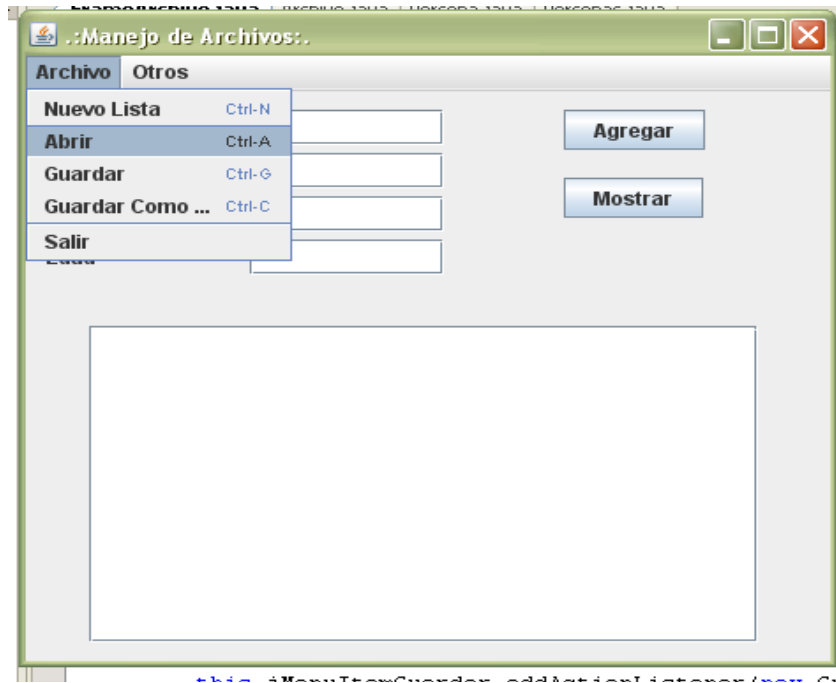 .:Manejo de Archivos:.
Archivo Otros
Nuevo Lista Ctrl-N
Abrir Ctrl-A
Guardar Ctrl-G
Guardar Como ... Ctrl-C
Salir
Agregar
Mostrar